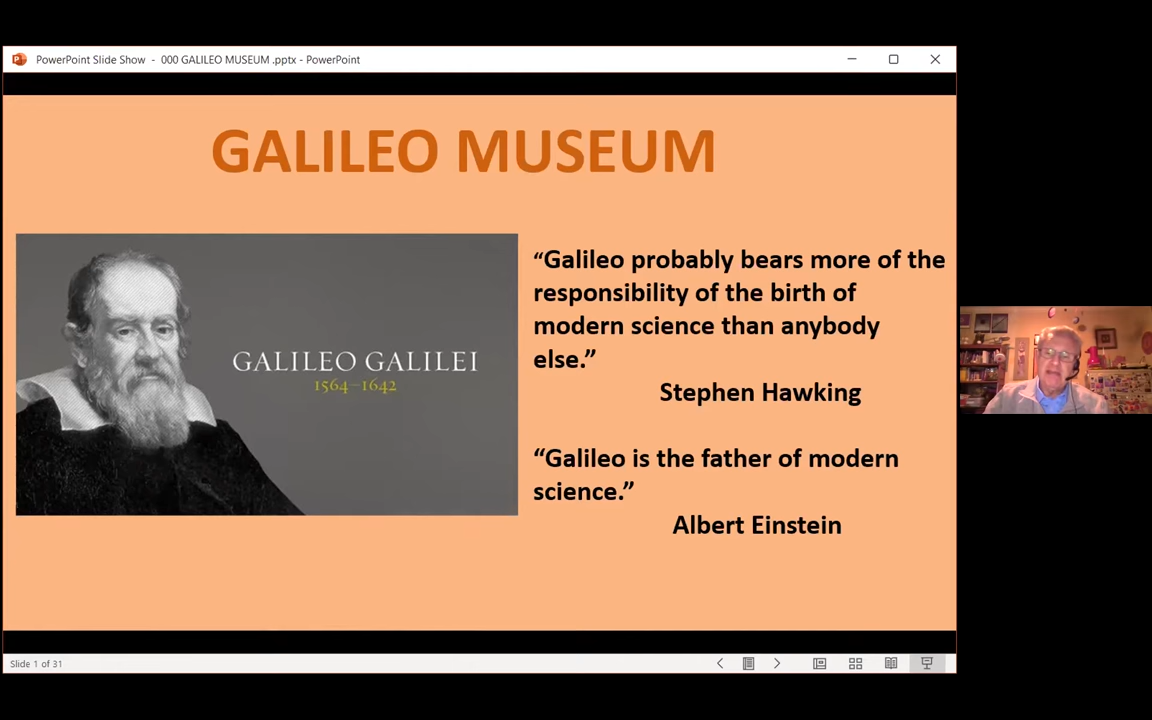 PowerPoint Slide Show - 000 GALILEO MUSEUM .pptx - PowerPoint
GALILEO MUSEUM
GALILEO GALILEI
1564–1642
“Galileo probably bears more of the
responsibility of the birth of
modern science than anybody
else.”
Stephen Hawking
“Galileo is the father of modern
science.”
Albert Einstein
Slide 1 of 31